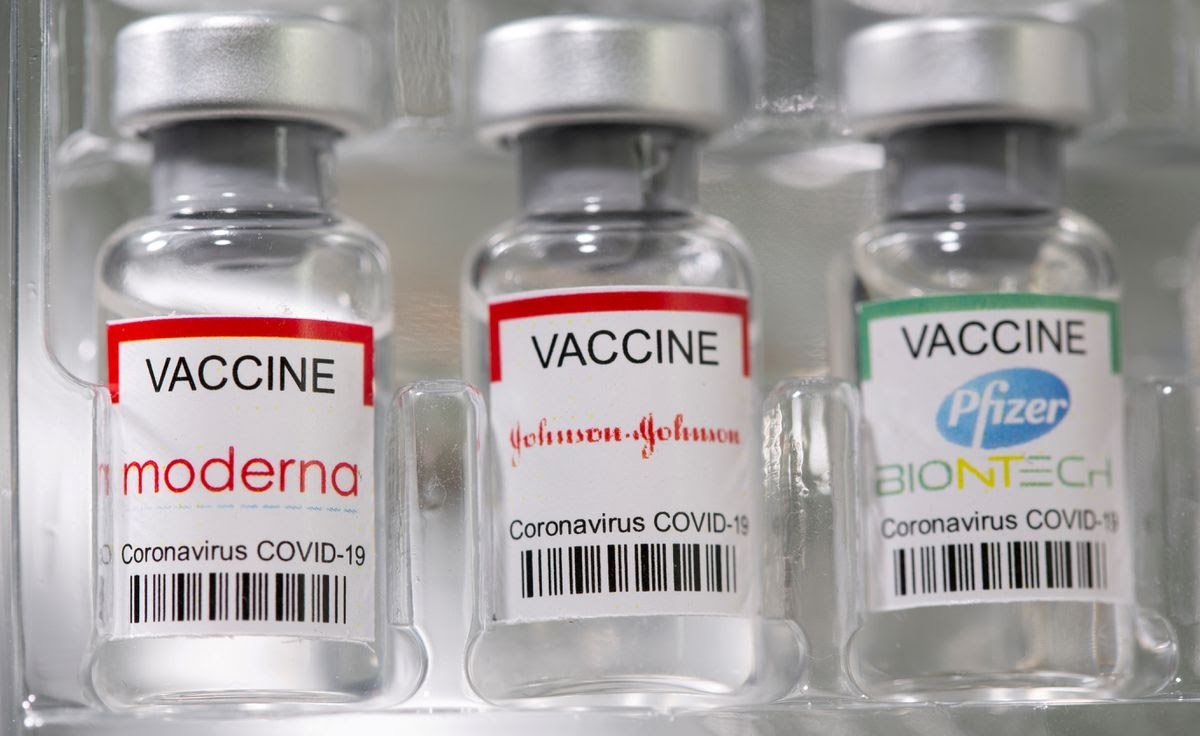 VACCINE
moderna
Coronavirus COVID-19
VACCINE
Johnson & Johnson
Coronavirus COVID-19
VACCINE
Pfizer
BIONTECH
Coronavirus COVID-19